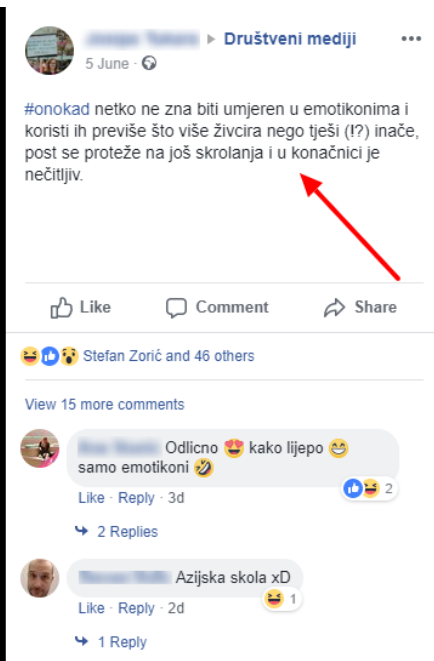 Društveni mediji
5 June
#onokad netko ne zna biti umjeren u emotikonima i
koristi ih previše što više živcira nego tješi (!?) inače,
post se proteže na još skrolanja i u konačnici je
nečitljiv.
Like Comment Share
Stefan Zorić and 46 others
View 15 more comments
Odlicno 😍 kako lijepo 😁
samo emotikoni 🤣
2
Like · Reply · 3d
2 Replies
Azijska skola xD
1
Like · Reply · 2d
1 Reply